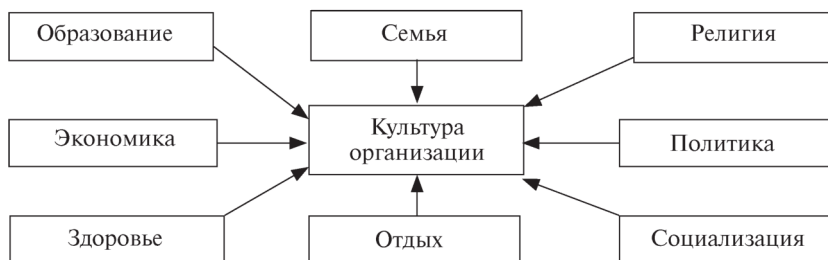 Образование
Семья
Религия
Экономика
Культура
организации
Политика
Здоровье
Отдых
Социализация